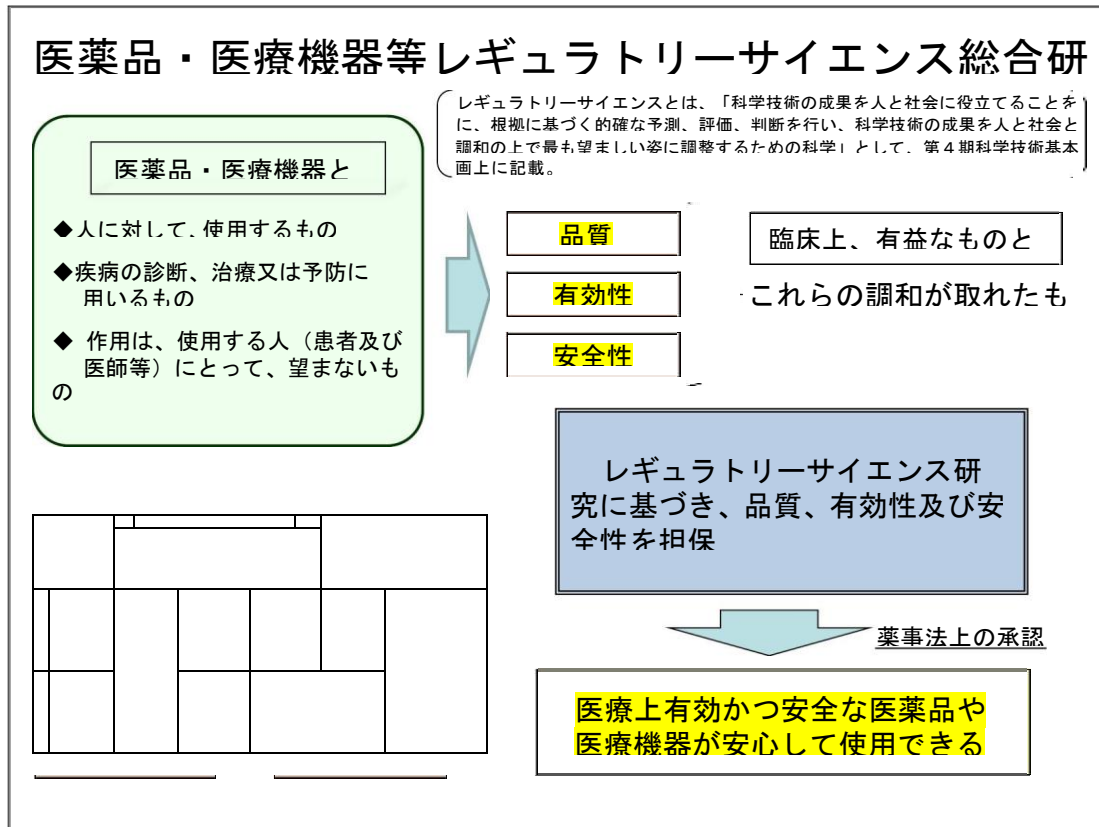 医薬品・医療機器等レギュラトリーサイエンス総合研
レギュラトリーサイエンスとは、「科学技術の成果を人と社会に役立てることを
に、根拠に基づく的確な予測、評価、判断を行い、科学技術の成果を人と社会と
調和の上で最も望ましい姿に調整するための科学」として、第４期科学技術基本
画上に記載。
医薬品・医療機器と
◆人に対して、使用するもの
◆疾病の診断、治療又は予防に
用いるもの
◆ 作用は、使用する人（患者及び
医師等）にとって、望まないも
の
品質
有効性
安全性
臨床上、有益なものと
これらの調和が取れたも
レギュラトリーサイエンス研
究に基づき、品質、有効性及び安
全性を担保
薬事法上の承認
医療上有効かつ安全な医薬品や
医療機器が安心して使用できる